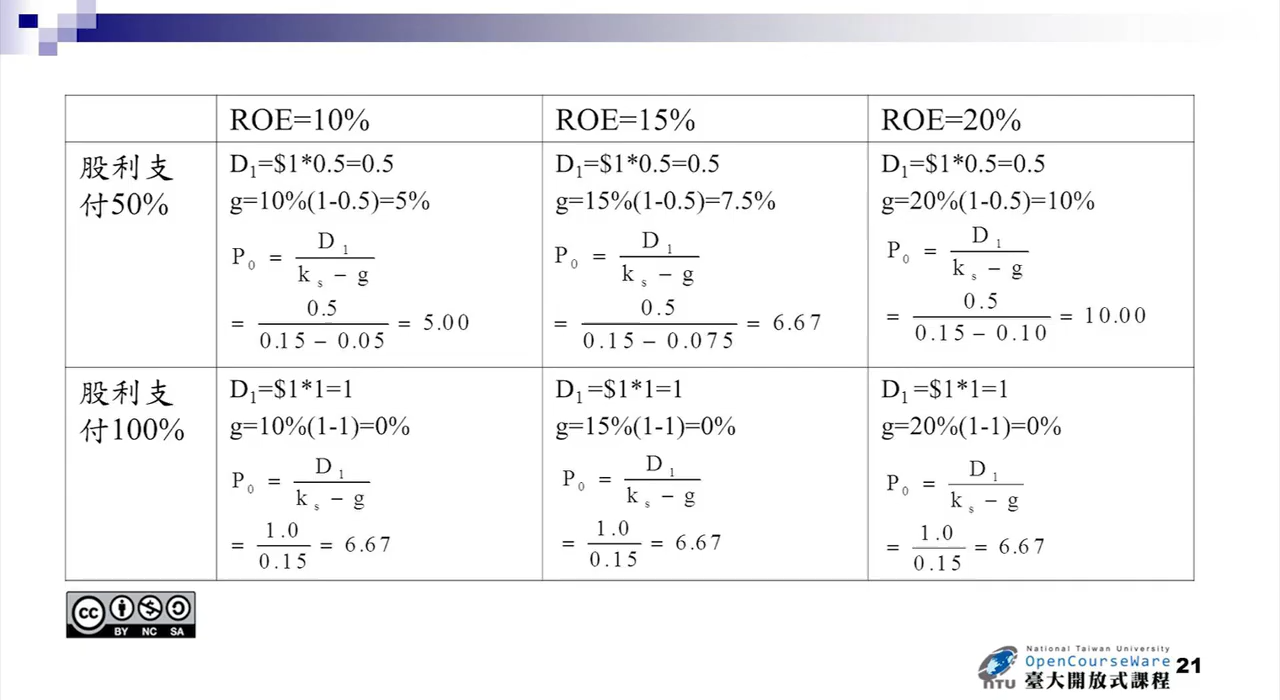 ROE=10%
ROE=15%
ROE=20%
股利支
付50%
D₁=$1*0.5=0.5
g=10%(1-0.5)=5%
P₀ = D₁ / (kₛ − g)
= 0.5 / (0.15 − 0.05) = 5.00
D₁=$1*0.5=0.5
g=15%(1-0.5)=7.5%
P₀ = D₁ / (kₛ − g)
= 0.5 / (0.15 − 0.075) = 6.67
D₁=$1*0.5=0.5
g=20%(1-0.5)=10%
P₀ = D₁ / (kₛ − g)
= 0.5 / (0.15 − 0.10) = 10.00
股利支
付100%
D₁=$1*1=1
g=10%(1-1)=0%
P₀ = D₁ / (kₛ − g)
= 1.0 / 0.15 = 6.67
D₁=$1*1=1
g=15%(1-1)=0%
P₀ = D₁ / (kₛ − g)
= 1.0 / 0.15 = 6.67
D₁=$1*1=1
g=20%(1-1)=0%
P₀ = D₁ / (kₛ − g)
= 1.0 / 0.15 = 6.67
cc
BY NC SA
National Taiwan University
OpenCourseWare
NTU 臺大開放式課程
21